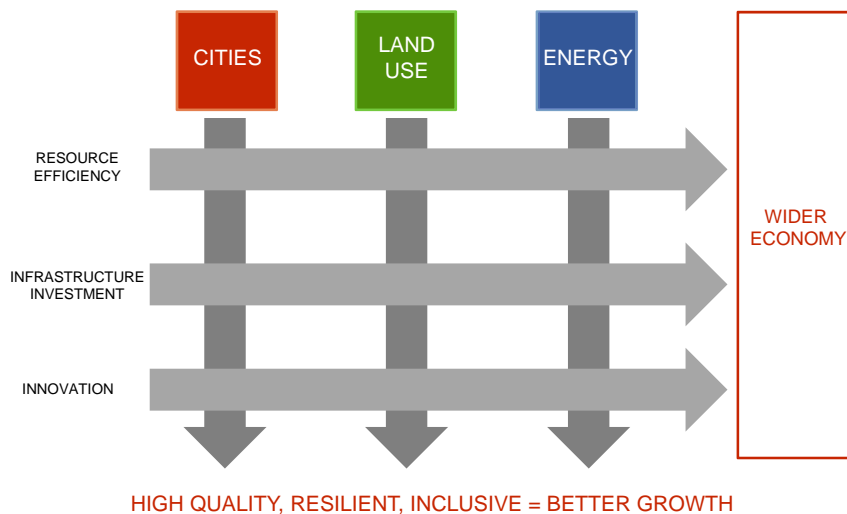 CITIES
LAND
USE
ENERGY
RESOURCE
EFFICIENCY
WIDER
ECONOMY
INFRASTRUCTURE
INVESTMENT
INNOVATION
HIGH QUALITY, RESILIENT, INCLUSIVE = BETTER GROWTH